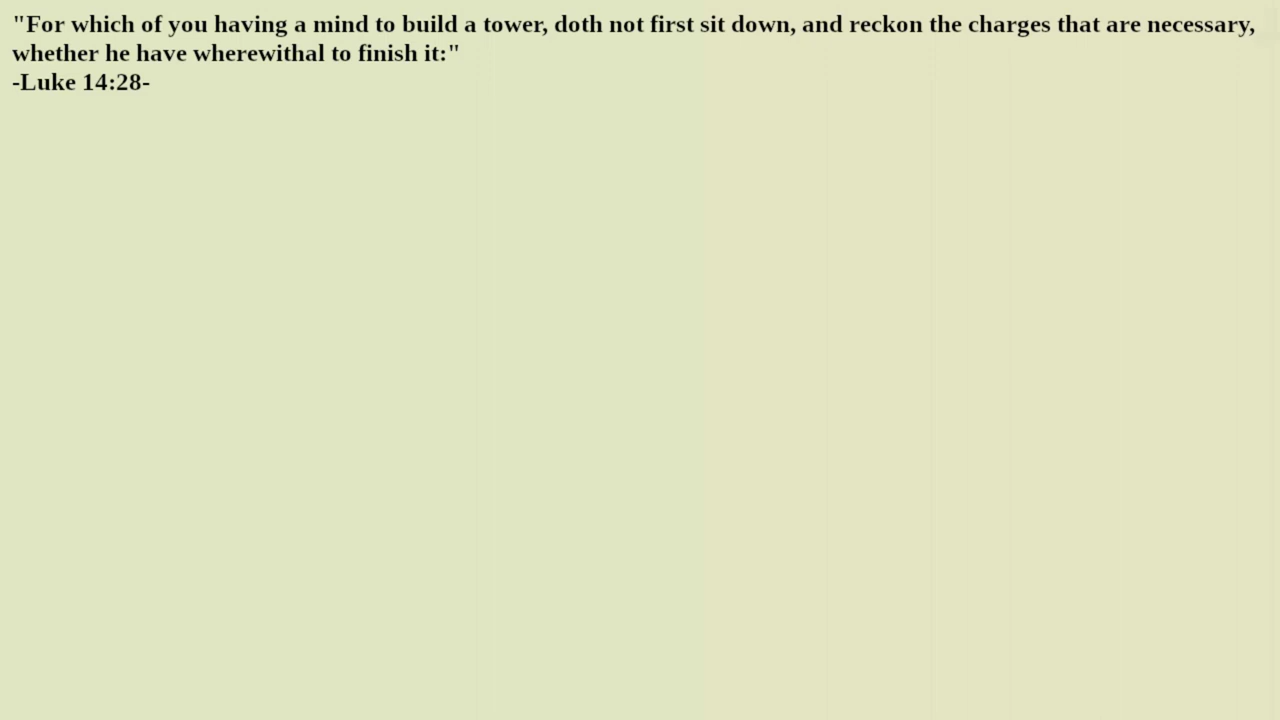 "For which of you having a mind to build a tower, doth not first sit down, and reckon the charges that are necessary,
whether he have wherewithal to finish it:"
-Luke 14:28-